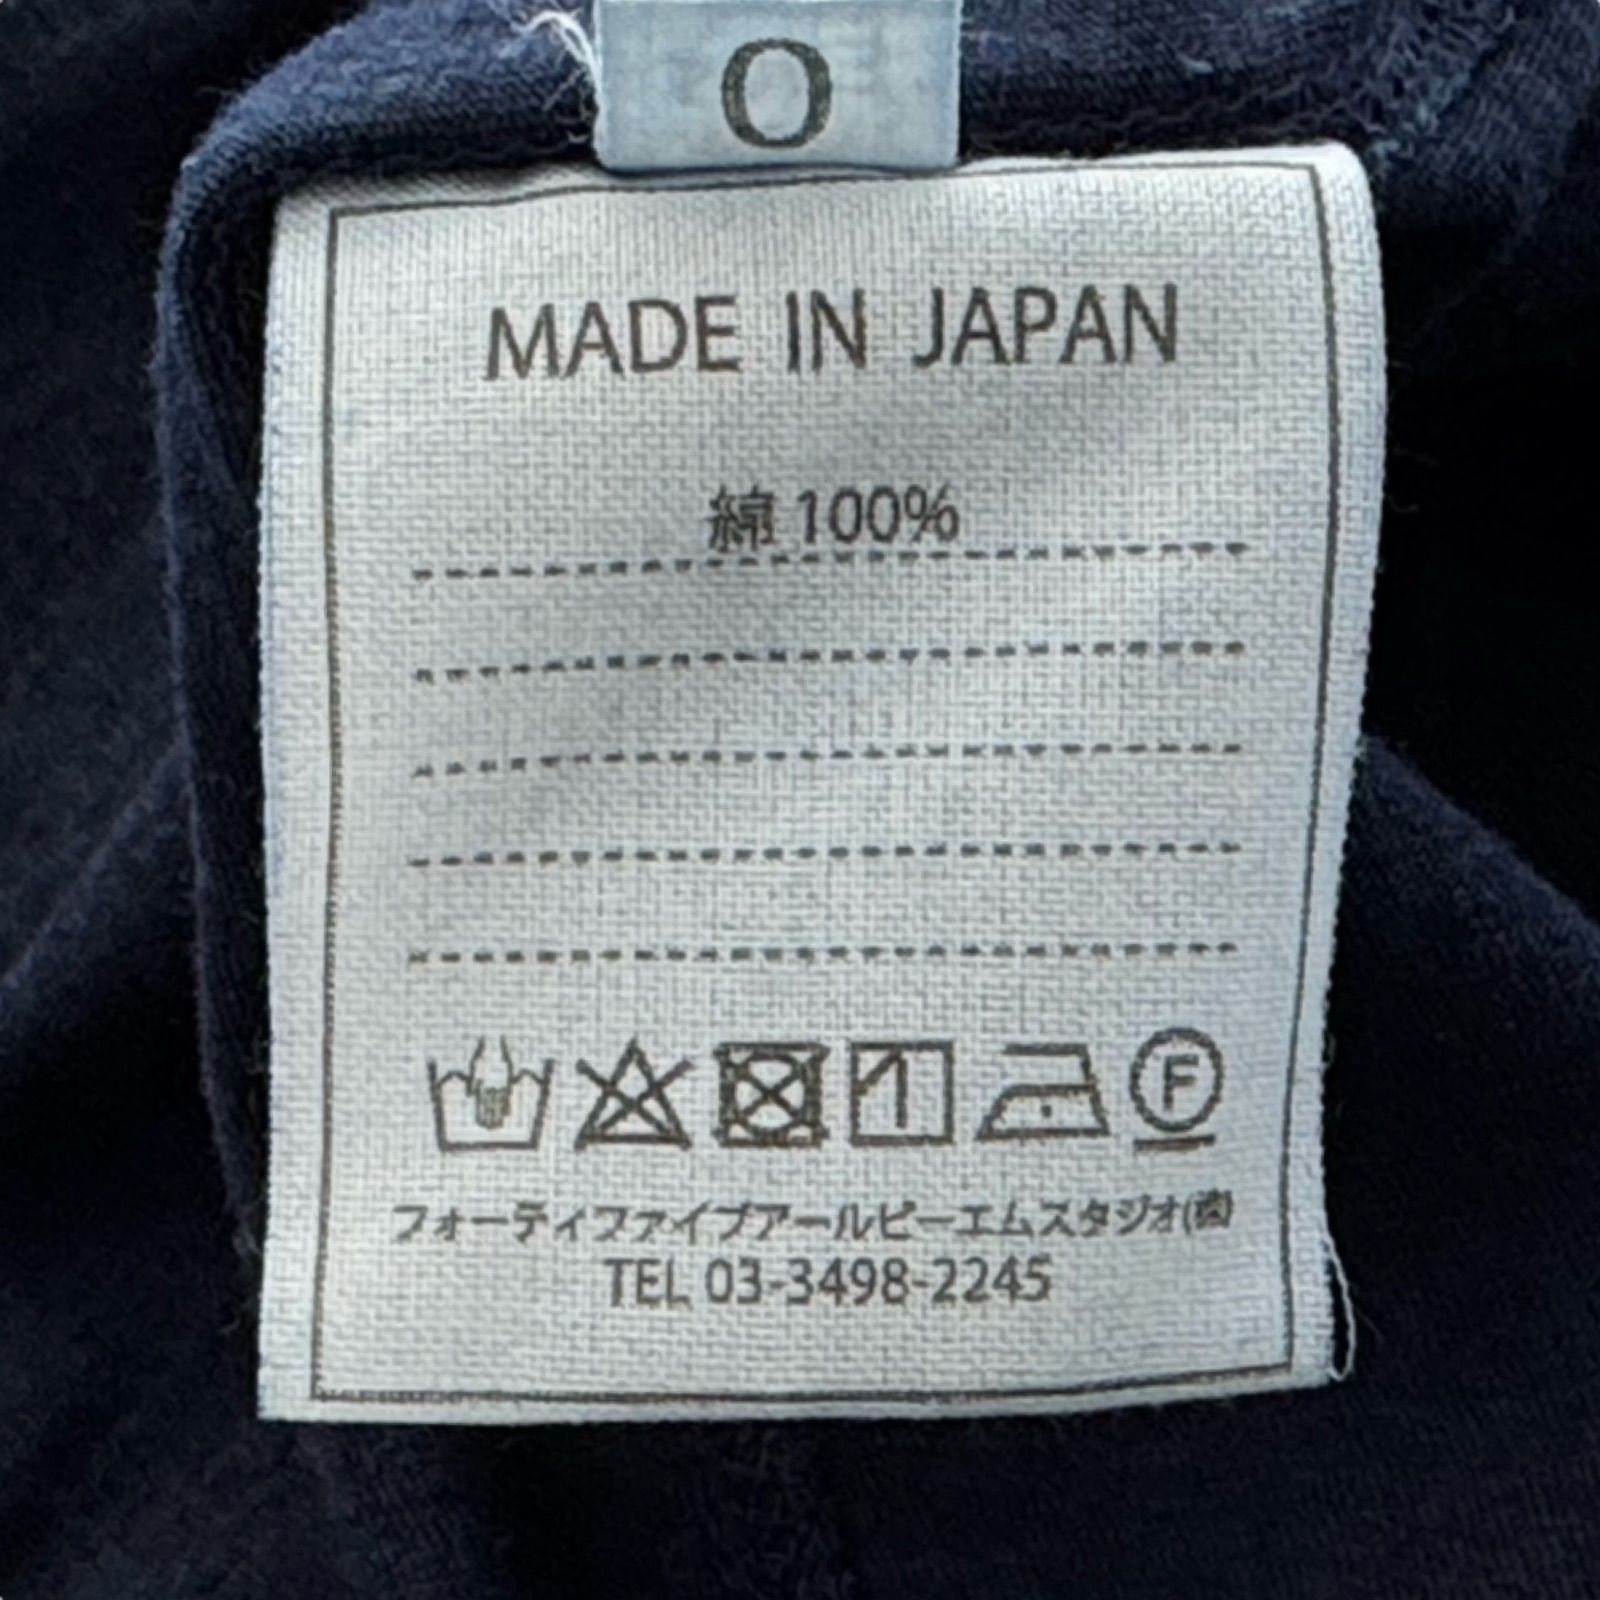 O
MADE IN JAPAN
綿 100%
1 F
フォーティファイブアールピーエムスタジオ(株)
TEL 03-3498-2245